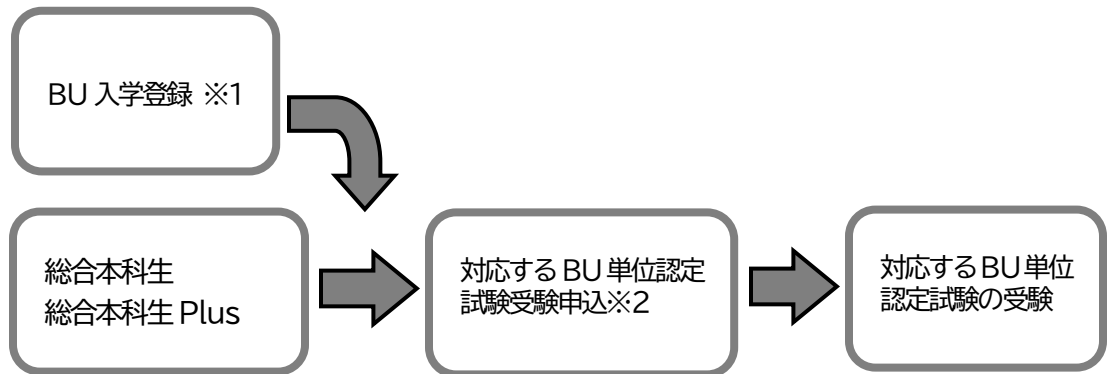 BU 入学登録 ※1
総合本科生
総合本科生 Plus
対応する BU 単位認定
試験受験申込※2
対応する BU 単位
認定試験の受験